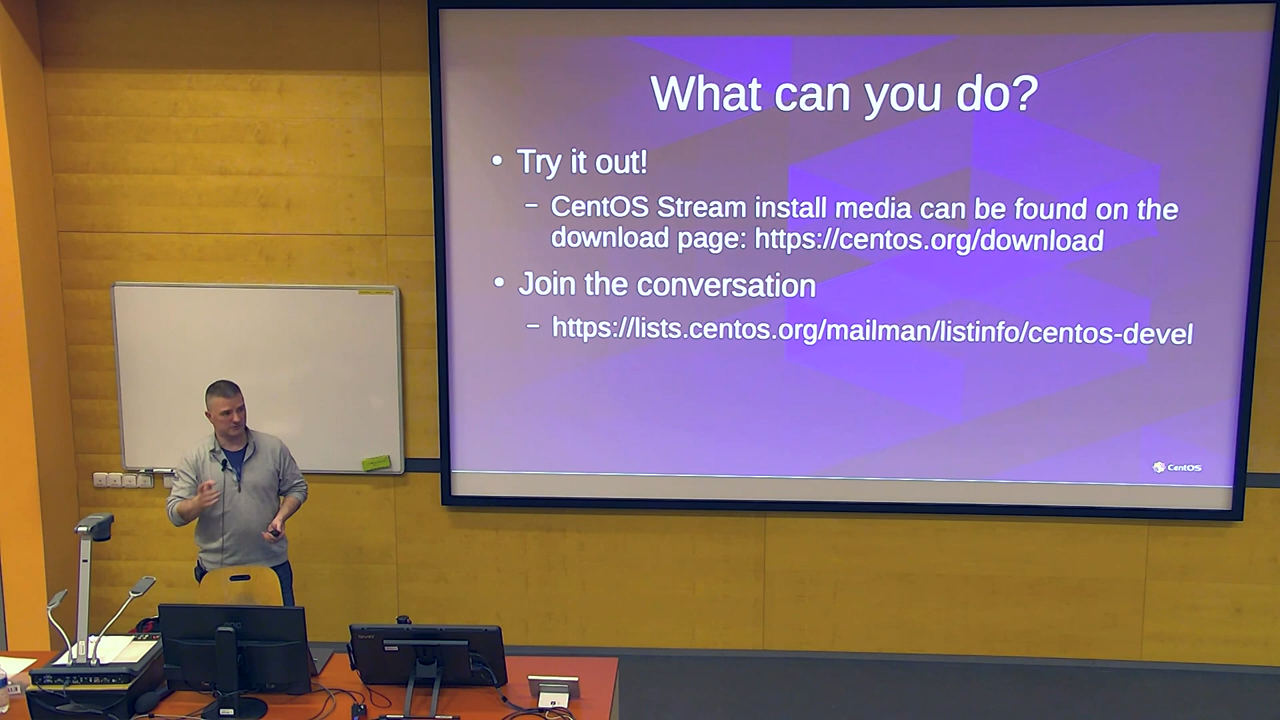 What can you do?
• Try it out!
– CentOS Stream install media can be found on the
download page: https://centos.org/download
• Join the conversation
– https://lists.centos.org/mailman/listinfo/centos-devel
CentOS